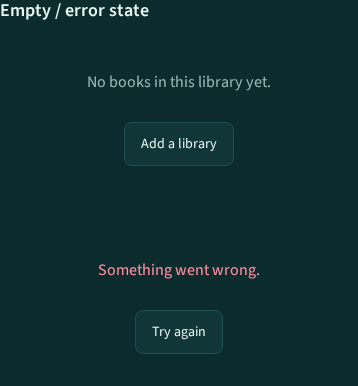 Empty / error state
No books in this library yet.
Add a library
Something went wrong.
Try again